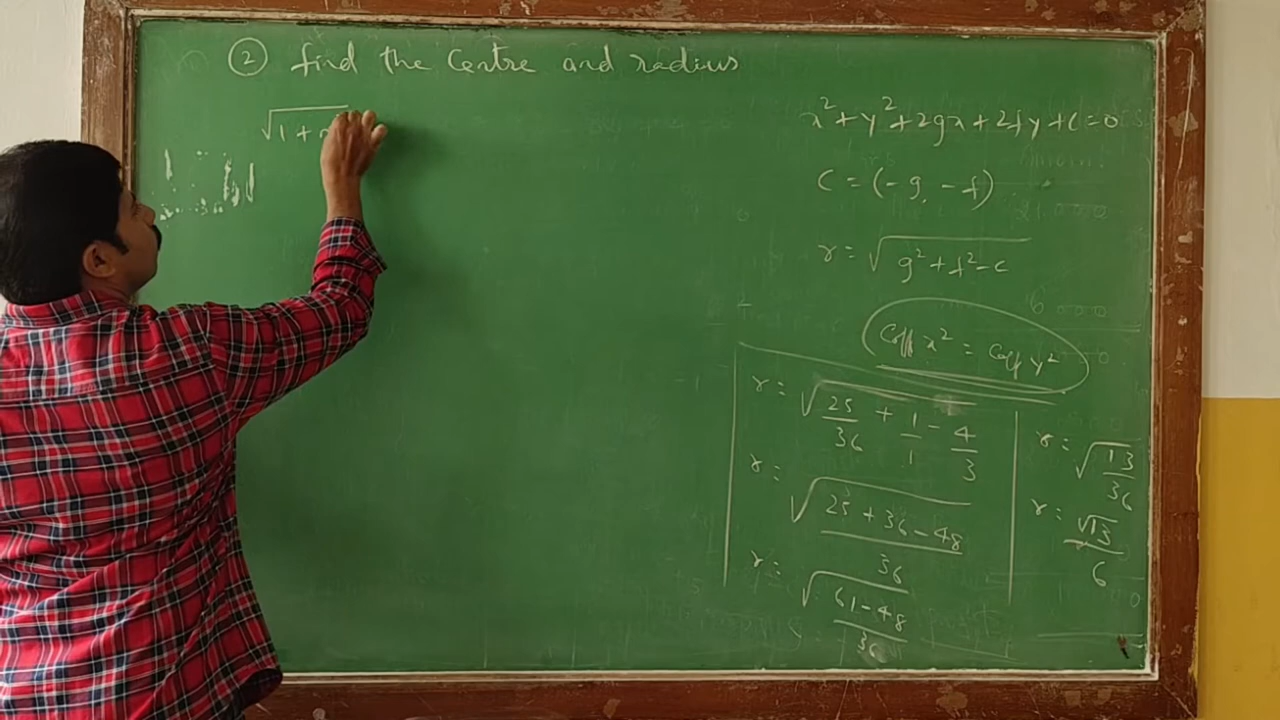 ② find the Centre and radius
√1 +
x² + y² + 2gx + 2fy + c = 0
C = (-g, -f)
r = √g² + f² - c
Coff x² = Coff y²
r = √25/36 + 1/1 - 4/3
r = √25 + 36 - 48/36
r = √61 - 48/36
r = √13/36
r = √13/6